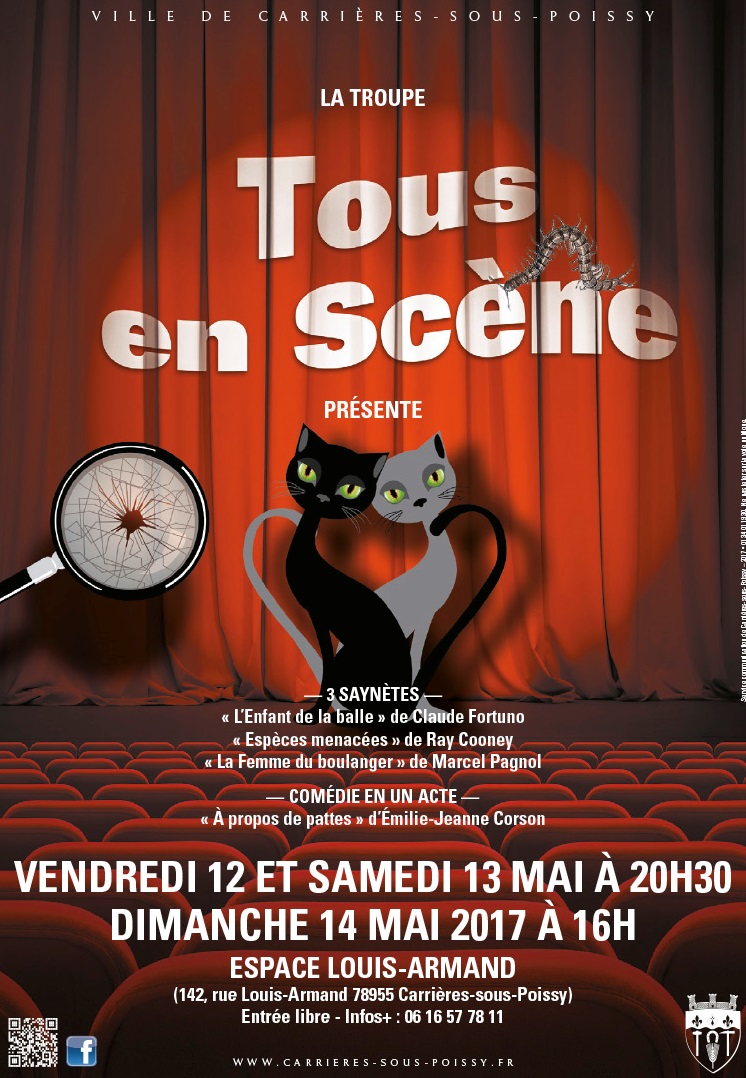 VILLE DE CARRIÈRES-SOUS-POISSY
LA TROUPE
Tous
en Scène
PRÉSENTE
— 3 SAYNÈTES —
« L'Enfant de la balle » de Claude Fortuno
« Espèces menacées » de Ray Cooney
« La Femme du boulanger » de Marcel Pagnol
— COMÉDIE EN UN ACTE —
« À propos de pattes » d'Émilie-Jeanne Corson
VENDREDI 12 ET SAMEDI 13 MAI À 20H30
DIMANCHE 14 MAI 2017 À 16H
ESPACE LOUIS-ARMAND
(142, rue Louis-Armand 78955 Carrières-sous-Poissy)
Entrée libre - Infos+ : 06 16 57 78 11
WWW.CARRIERES-SOUS-POISSY.FR